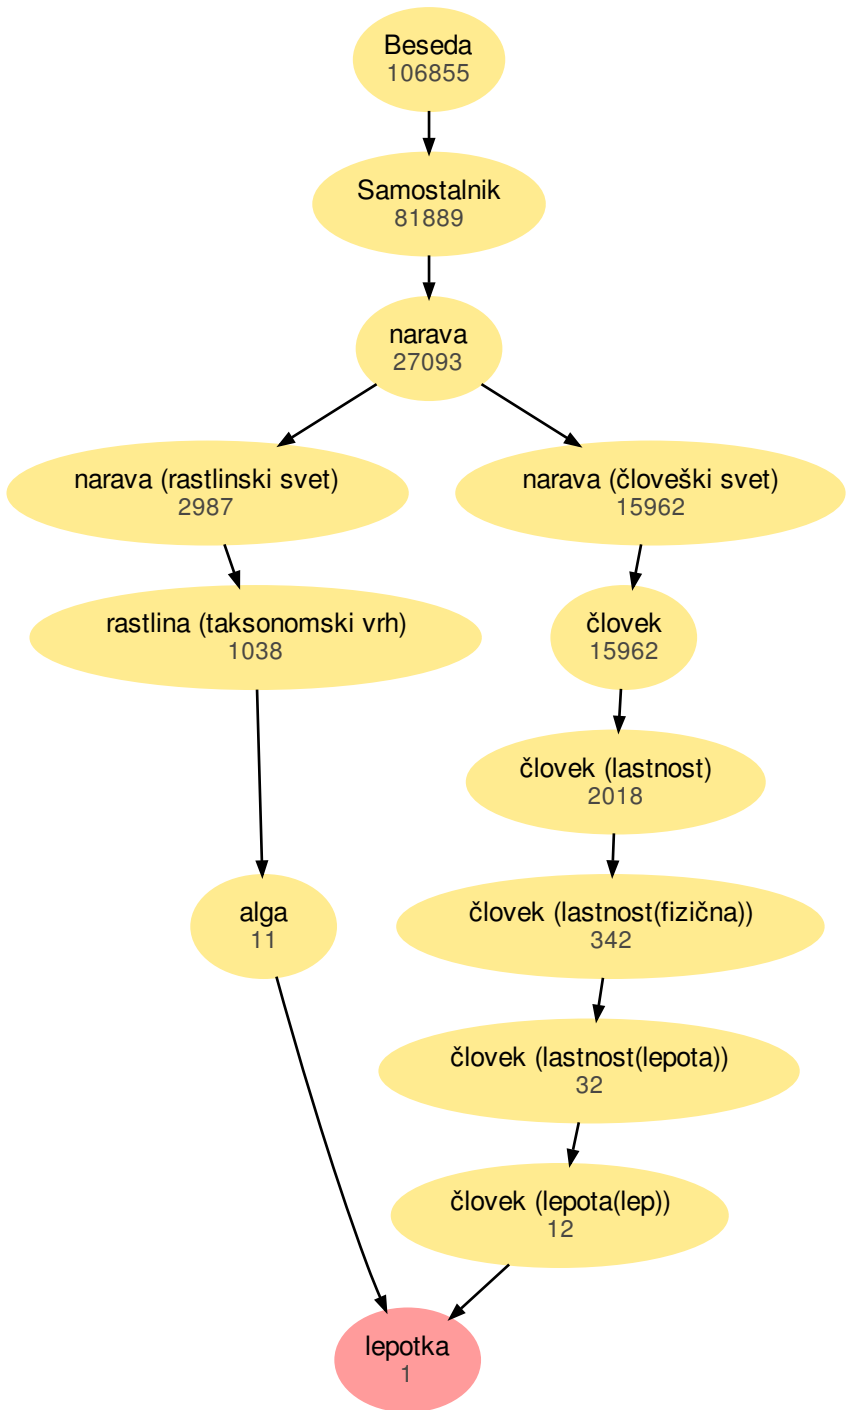 Beseda
106855
Samostalnik
81889
narava
27093
narava (rastlinski svet)
2987
narava (človeški svet)
15962
rastlina (taksonomski vrh)
1038
človek
15962
človek (lastnost)
2018
alga
11
človek (lastnost(fizična))
342
človek (lastnost(lepota))
32
človek (lepota(lep))
12
lepotka
1